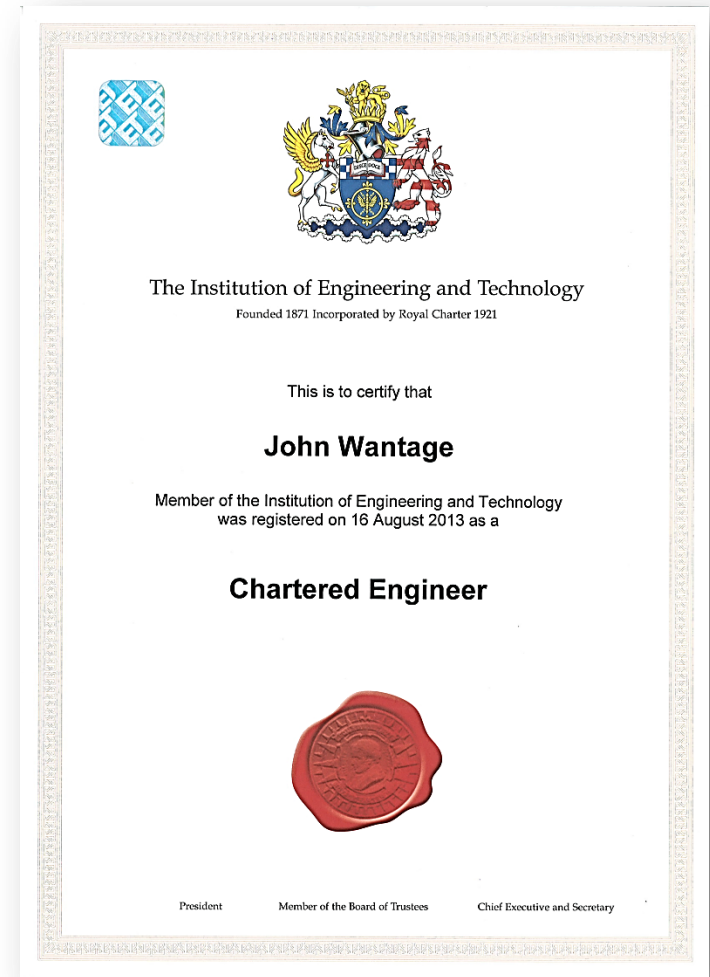 DISCE DOCE
The Institution of Engineering and Technology
Founded 1871 Incorporated by Royal Charter 1921
This is to certify that
John Wantage
Member of the Institution of Engineering and Technology
was registered on 16 August 2013 as a
Chartered Engineer
President Member of the Board of Trustees Chief Executive and Secretary